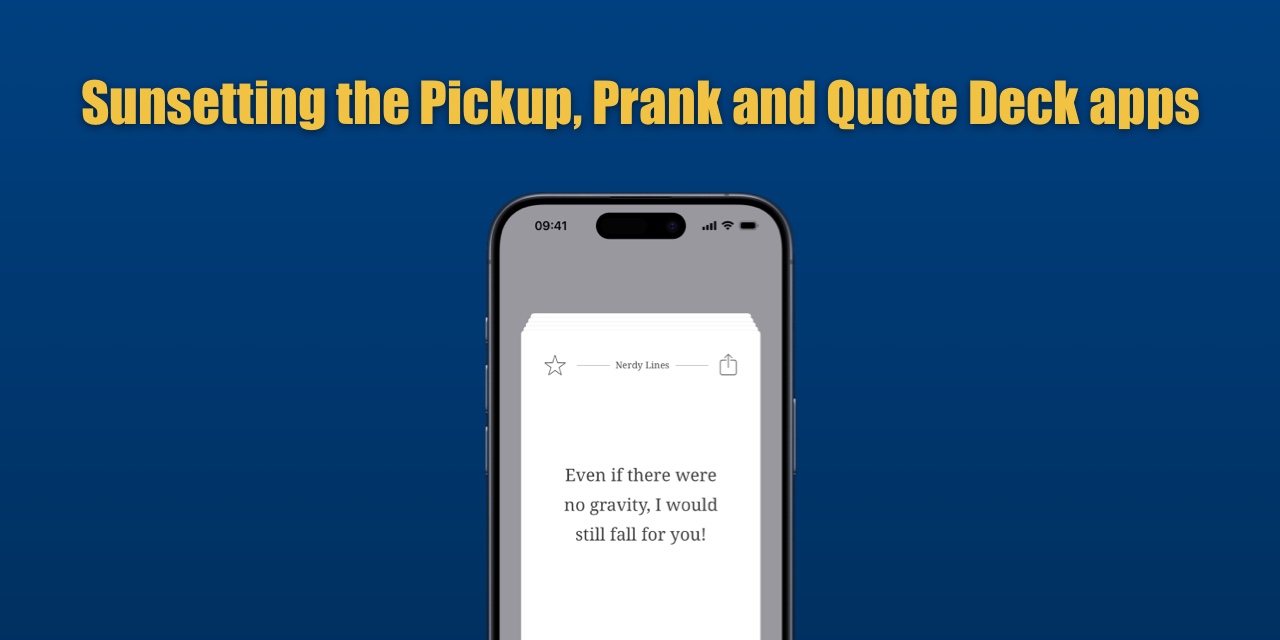 Sunsetting the Pickup, Prank and Quote Deck apps
09:41
Nerdy Lines
Even if there were
no gravity, I would
still fall for you!